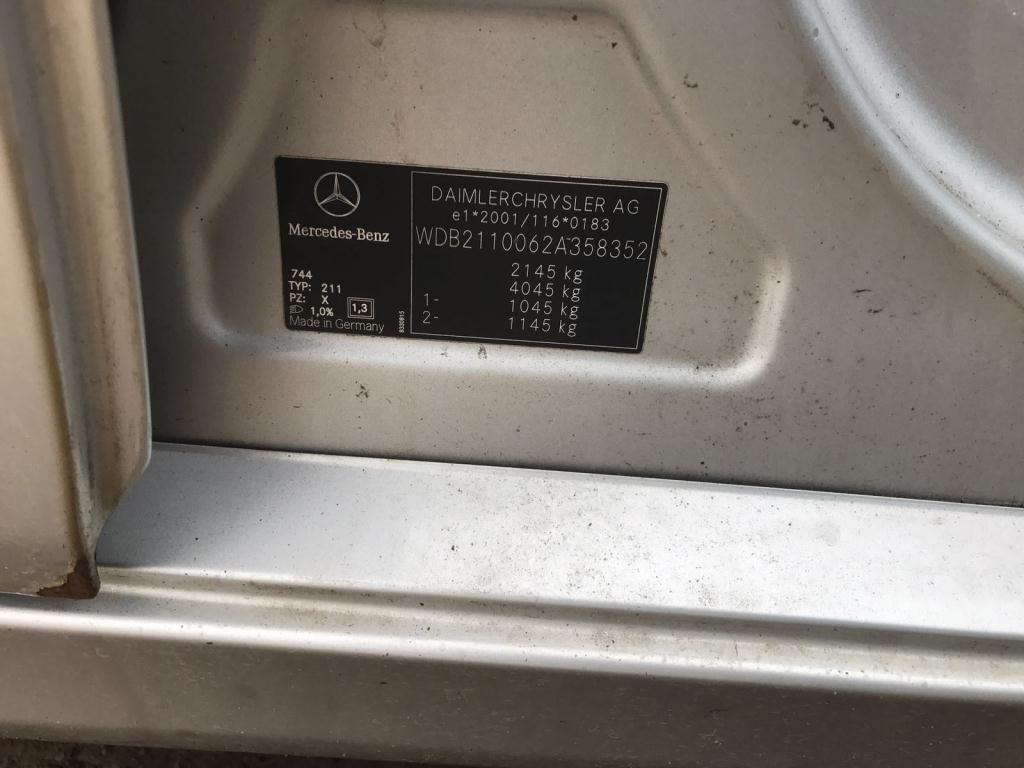 Mercedes-Benz
744
TYP: 211
PZ: X
1,0% 1,3
Made in Germany
8330815
DAIMLERCHRYSLER AG
e1*2001/116*0183
WDB2110062A358352
2145 kg
4045 kg
1- 1045 kg
2- 1145 kg